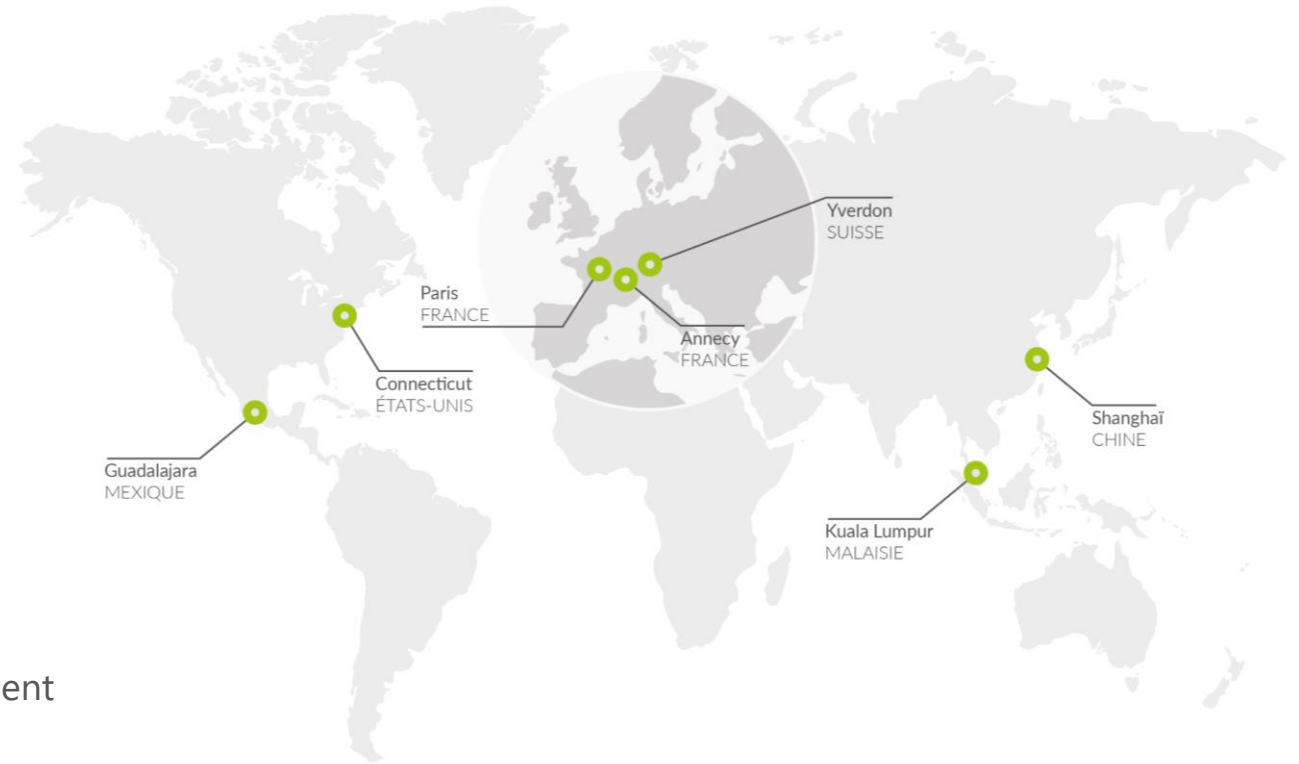 Yverdon
SUISSE
Paris
FRANCE
Annecy
FRANCE
Connecticut
ÉTATS-UNIS
Shanghaï
CHINE
Guadalajara
MEXIQUE
Kuala Lumpur
MALAISIE
ent